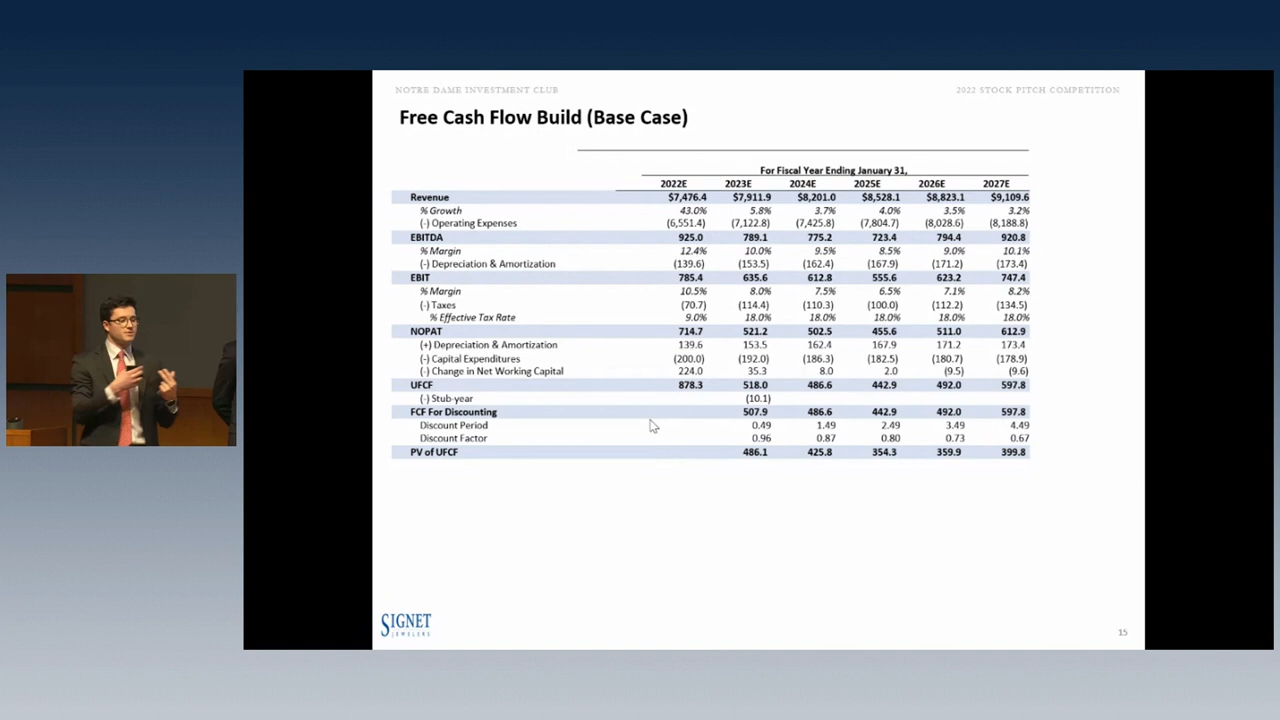 NOTRE DAME INVESTMENT CLUB 2022 STOCK PITCH COMPETITION
Free Cash Flow Build (Base Case)
For Fiscal Year Ending January 31,
2022E 2023E 2024E 2025E 2026E 2027E
Revenue $7,476.4 $7,911.9 $8,201.0 $8,528.1 $8,823.1 $9,109.6
% Growth 43.0% 5.8% 3.7% 4.0% 3.5% 3.2%
(-) Operating Expenses (6,551.4) (7,122.8) (7,425.8) (7,804.7) (8,028.6) (8,188.8)
EBITDA 925.0 789.1 775.2 723.4 794.4 920.8
% Margin 12.4% 10.0% 9.5% 8.5% 9.0% 10.1%
(-) Depreciation & Amortization (139.6) (153.5) (162.4) (167.9) (171.2) (173.4)
EBIT 785.4 635.6 612.8 555.6 623.2 747.4
% Margin 10.5% 8.0% 7.5% 6.5% 7.1% 8.2%
(-) Taxes (70.7) (114.4) (110.3) (100.0) (112.2) (134.5)
% Effective Tax Rate 9.0% 18.0% 18.0% 18.0% 18.0% 18.0%
NOPAT 714.7 521.2 502.5 455.6 511.0 612.9
(+) Depreciation & Amortization 139.6 153.5 162.4 167.9 171.2 173.4
(-) Capital Expenditures (200.0) (192.0) (186.3) (182.5) (180.7) (178.9)
(-) Change in Net Working Capital 224.0 35.3 8.0 2.0 (9.5) (9.6)
UFCF 878.3 518.0 486.6 442.9 492.0 597.8
(-) Stub-year (10.1)
FCF For Discounting 507.9 486.6 442.9 492.0 597.8
Discount Period 0.49 1.49 2.49 3.49 4.49
Discount Factor 0.96 0.87 0.80 0.73 0.67
PV of UFCF 486.1 425.8 354.3 359.9 399.8
SIGNET
JEWELERS
15